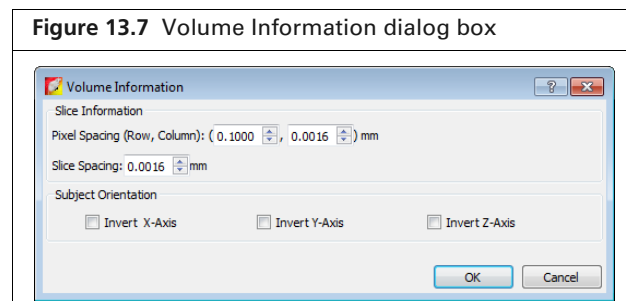 Figure 13.7 Volume Information dialog box
Volume Information
Slice Information
Pixel Spacing (Row, Column): ( 0.1000 , 0.0016 ) mm
Slice Spacing: 0.0016 mm
Subject Orientation
Invert X-Axis Invert Y-Axis Invert Z-Axis
OK Cancel